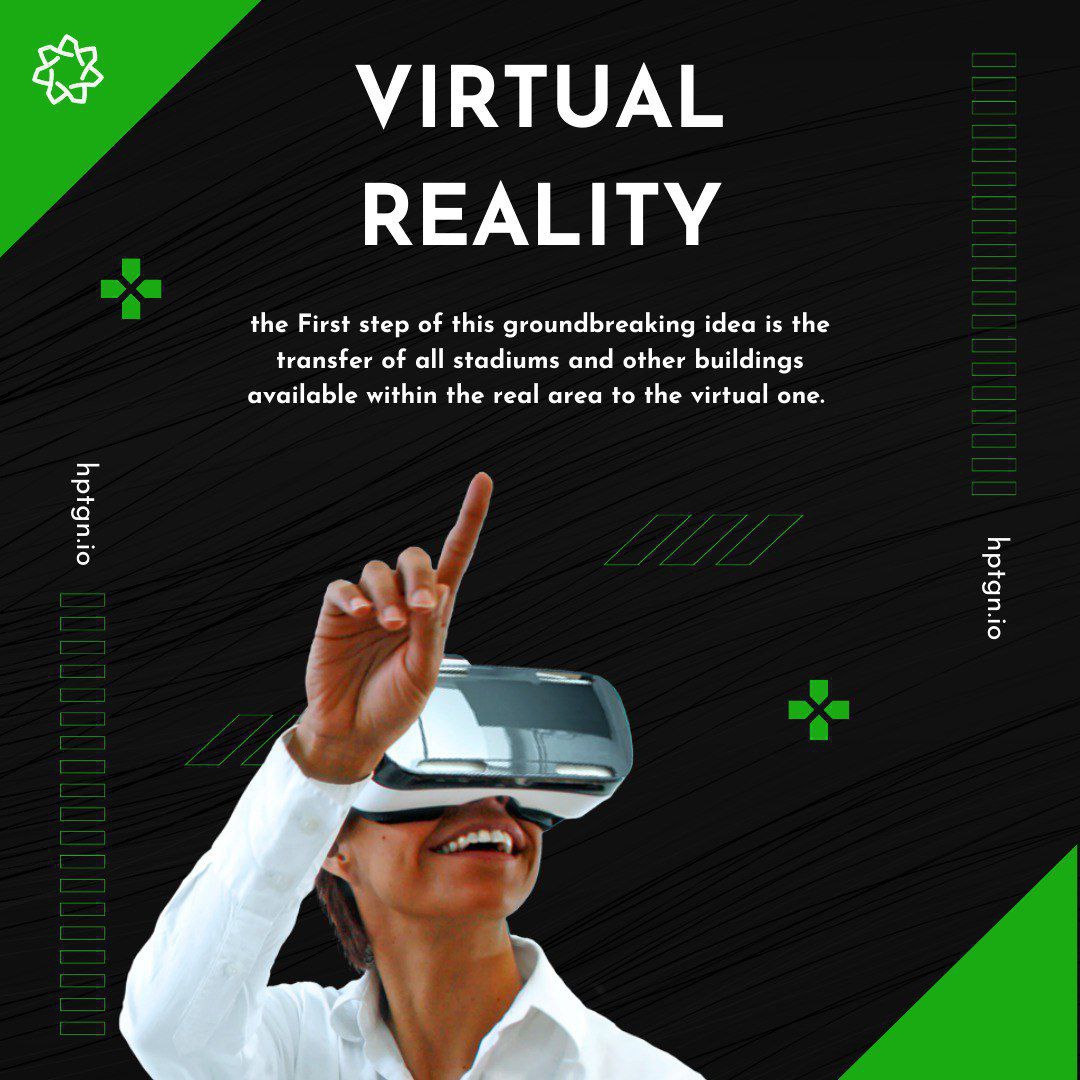 VIRTUAL
REALITY
the First step of this groundbreaking idea is the
transfer of all stadiums and other buildings
available within the real area to the virtual one.
hptgn.io
hptgn.io